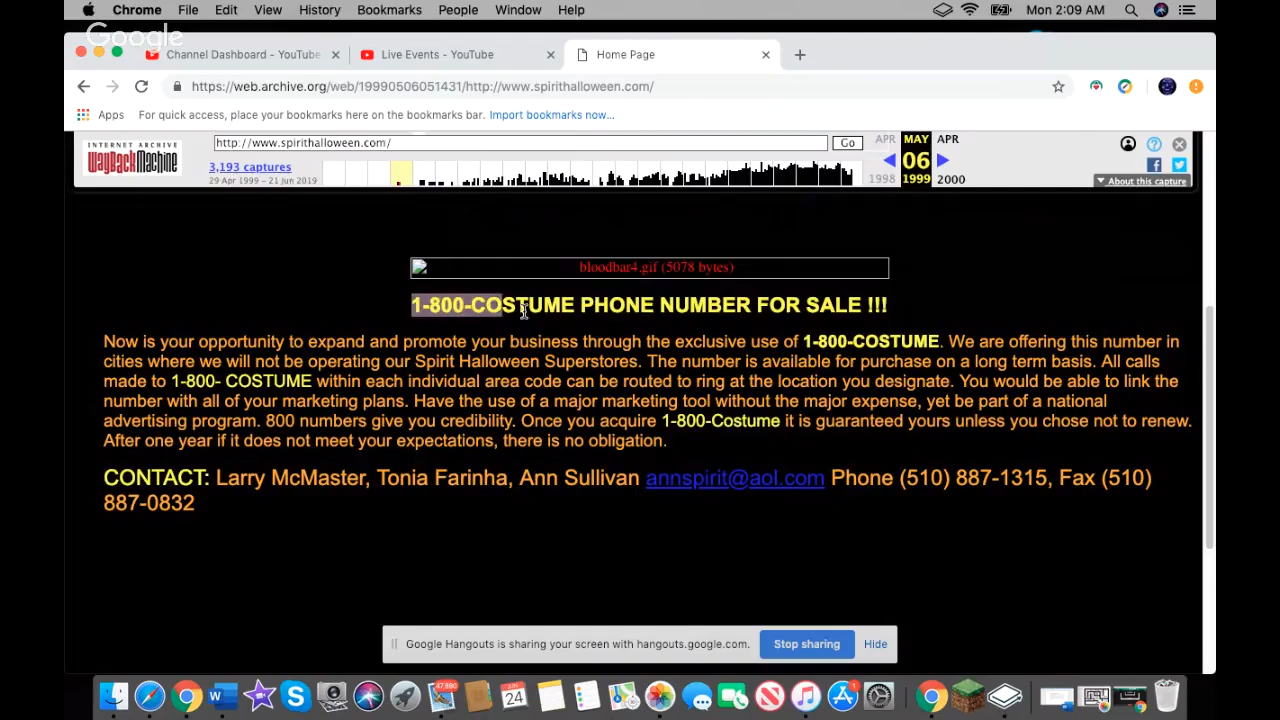 Chrome File Edit View History Bookmarks People Window Help Mon 2:09 AM
Google
Channel Dashboard - YouTube Live Events - YouTube Home Page
https://web.archive.org/web/19990506051431/http://www.spirithalloween.com/
Apps For quick access, place your bookmarks here on the bookmarks bar. Import bookmarks now...
INTERNET ARCHIVE
WayBackMachine
http://www.spirithalloween.com/ Go APR MAY APR
3,193 captures 06
29 Apr 1999 – 21 Jun 2019 1998 1999 2000
About this capture
bloodbar4.gif (5078 bytes)
1-800-COSTUME PHONE NUMBER FOR SALE !!!
Now is your opportunity to expand and promote your business through the exclusive use of 1-800-COSTUME. We are offering this number in
cities where we will not be operating our Spirit Halloween Superstores. The number is available for purchase on a long term basis. All calls
made to 1-800- COSTUME within each individual area code can be routed to ring at the location you designate. You would be able to link the
number with all of your marketing plans. Have the use of a major marketing tool without the major expense, yet be part of a national
advertising program. 800 numbers give you credibility. Once you acquire 1-800-Costume it is guaranteed yours unless you chose not to renew.
After one year if it does not meet your expectations, there is no obligation.
CONTACT: Larry McMaster, Tonia Farinha, Ann Sullivan annspirit@aol.com Phone (510) 887-1315, Fax (510)
887-0832
Google Hangouts is sharing your screen with hangouts.google.com. Stop sharing Hide
24